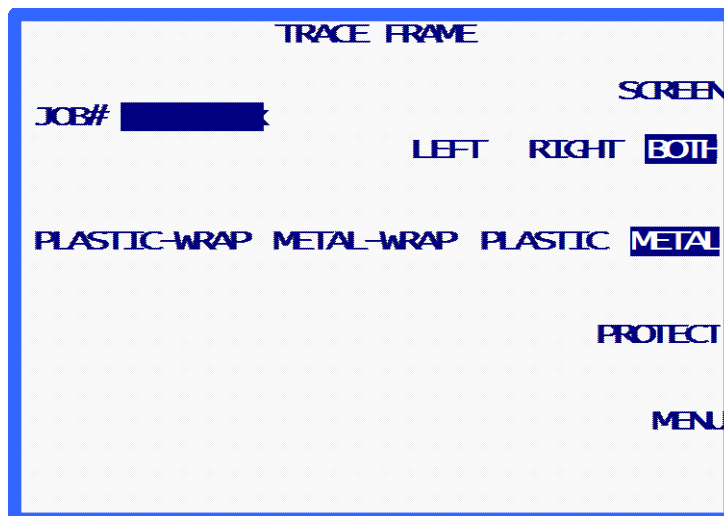 TRACE FRAME
SCREEN
JOB#
LEFT RIGHT BOTH
PLASTIC-WRAP METAL-WRAP PLASTIC METAL
PROTECT
MENU